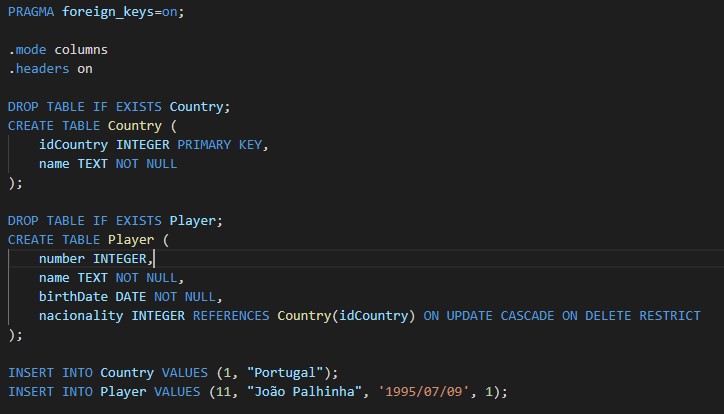 PRAGMA foreign_keys=on;
.mode columns
.headers on
DROP TABLE IF EXISTS Country;
CREATE TABLE Country (
idCountry INTEGER PRIMARY KEY,
name TEXT NOT NULL
);
DROP TABLE IF EXISTS Player;
CREATE TABLE Player (
number INTEGER,
name TEXT NOT NULL,
birthDate DATE NOT NULL,
nacionality INTEGER REFERENCES Country(idCountry) ON UPDATE CASCADE ON DELETE RESTRICT
);
INSERT INTO Country VALUES (1, "Portugal");
INSERT INTO Player VALUES (11, "João Palhinha", '1995/07/09', 1);